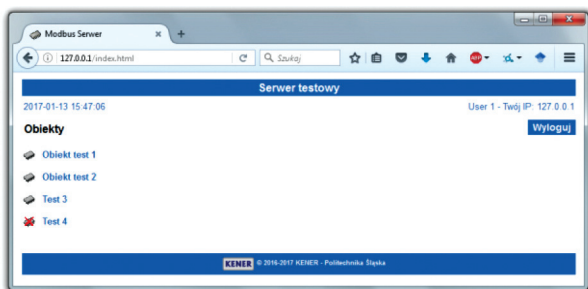 Modbus Serwer
127.0.0.1/index.html
Szukaj
ABP
Serwer testowy
2017-01-13 15:47:06 User 1 - Twój IP: 127.0.0.1
Obiekty Wyloguj
Obiekt test 1
Obiekt test 2
Test 3
Test 4
KENER © 2016-2017 KENER - Politechnika Śląska